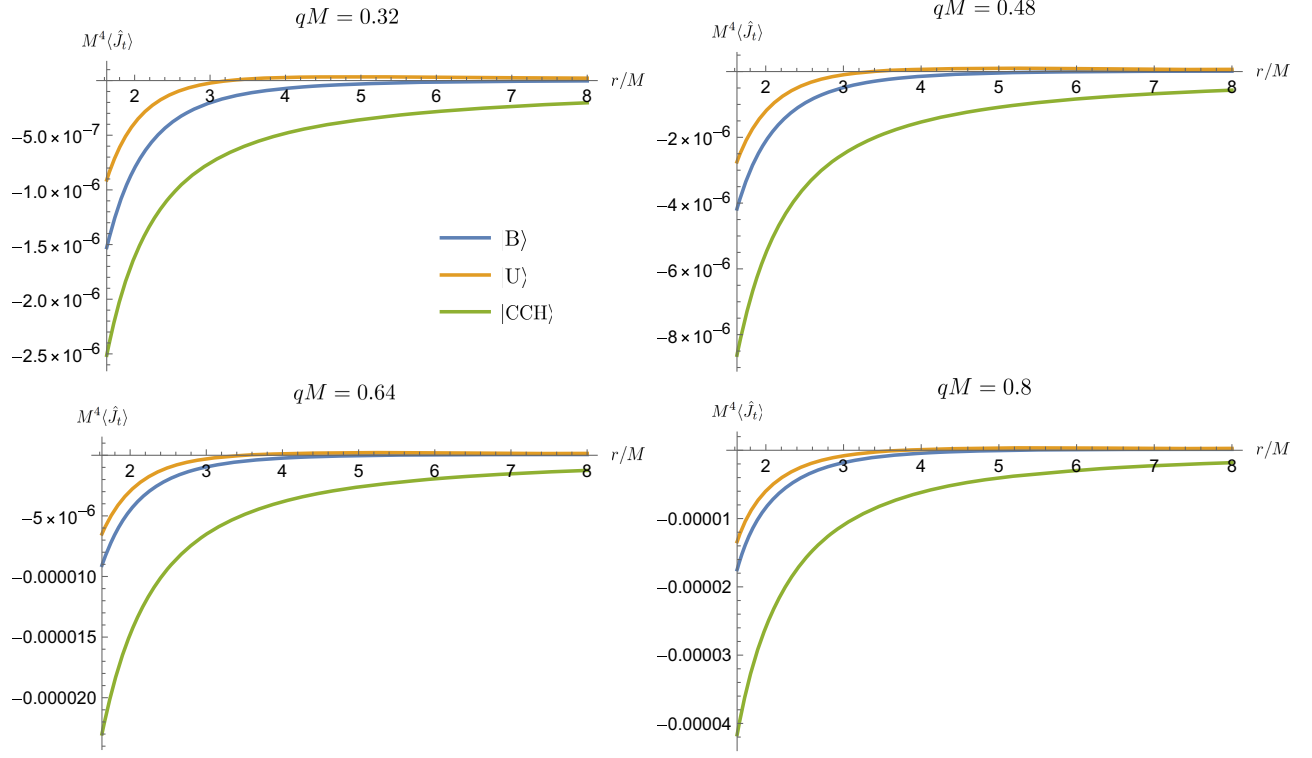 qM = 0.32
M⁴⟨Ĵₜ⟩
r/M
2 3 4 5 6 7 8
−5.0×10⁻⁷
−1.0×10⁻⁶
−1.5×10⁻⁶
−2.0×10⁻⁶
−2.5×10⁻⁶
|B⟩
|U⟩
|CCH⟩
qM = 0.48
M⁴⟨Ĵₜ⟩
r/M
2 3 4 5 6 7 8
−2×10⁻⁶
−4×10⁻⁶
−6×10⁻⁶
−8×10⁻⁶
qM = 0.64
M⁴⟨Ĵₜ⟩
r/M
2 3 4 5 6 7 8
−5×10⁻⁶
−0.000010
−0.000015
−0.000020
qM = 0.8
M⁴⟨Ĵₜ⟩
r/M
2 3 4 5 6 7 8
−0.00001
−0.00002
−0.00003
−0.00004